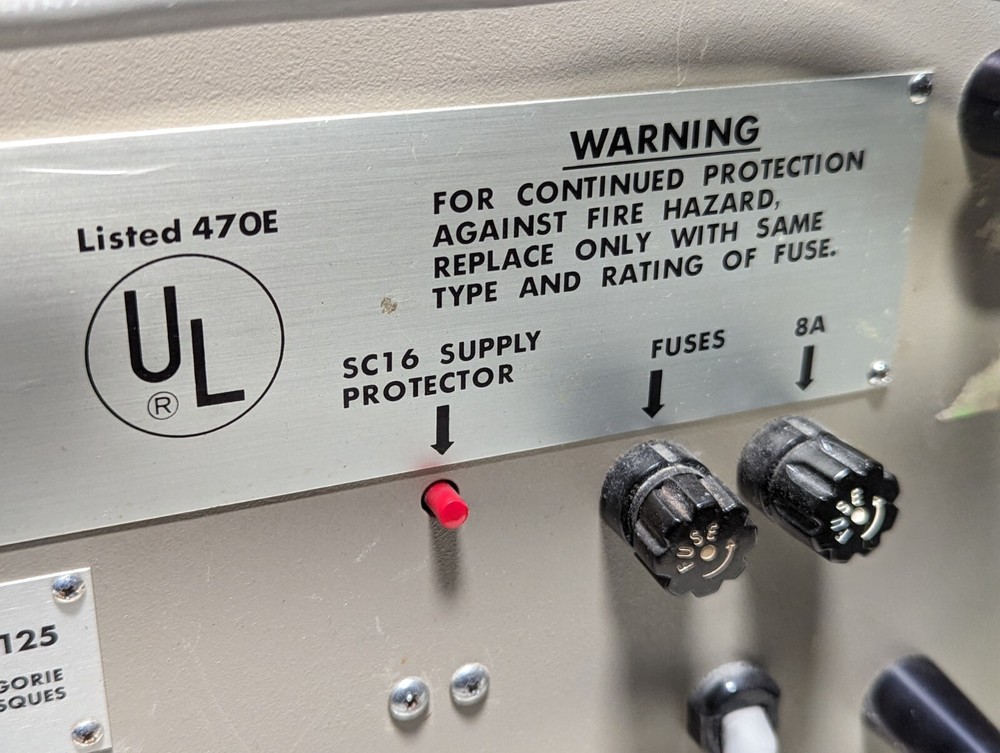 WARNING
FOR CONTINUED PROTECTION
AGAINST FIRE HAZARD,
REPLACE ONLY WITH SAME
TYPE AND RATING OF FUSE.
Listed 470E
UL
®
SC16 SUPPLY
PROTECTOR
FUSES
8A
FUSE
FUSE
125
GORIE
SQUES